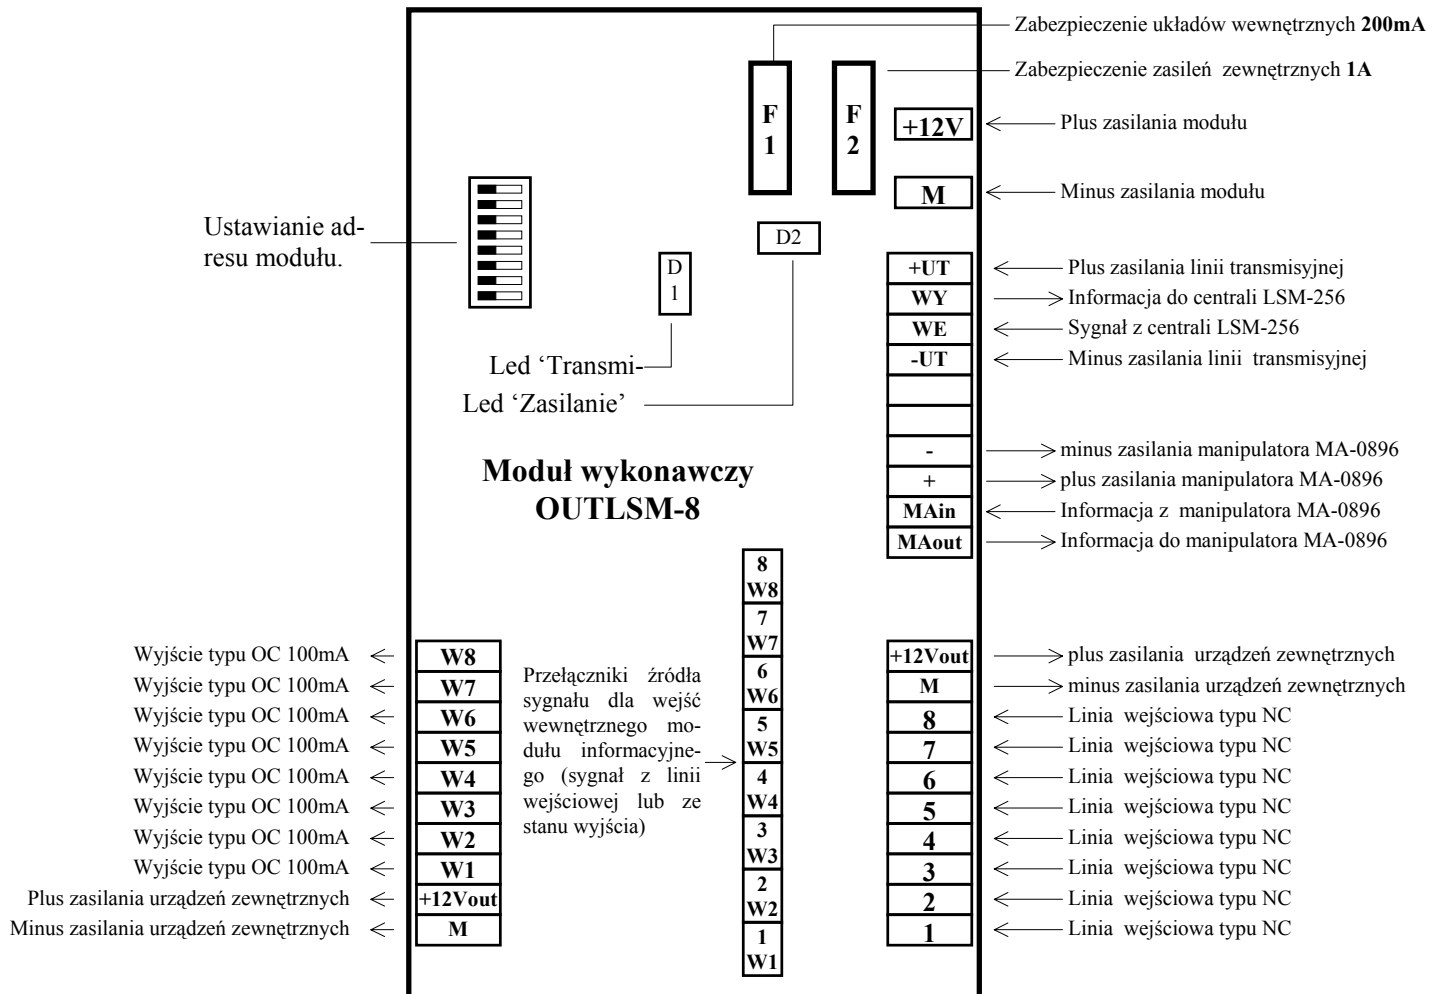 Zabezpieczenie układów wewnętrznych 200mA
Zabezpieczenie zasileń zewnętrznych 1A
F
1
F
2
+12V
Plus zasilania modułu
M
Minus zasilania modułu
Ustawianie ad-
resu modułu.
D2
D
1
+UT
Plus zasilania linii transmisyjnej
WY
Informacja do centrali LSM-256
WE
Sygnał z centrali LSM-256
-UT
Minus zasilania linii transmisyjnej
Led ‘Transmi-
Led ‘Zasilanie’
-
minus zasilania manipulatora MA-0896
+
plus zasilania manipulatora MA-0896
MAin
Informacja z manipulatora MA-0896
MAout
Informacja do manipulatora MA-0896
Moduł wykonawczy
OUTLSM-8
8
W8
7
W7
6
W6
5
W5
4
W4
3
W3
2
W2
1
W1
Przełączniki źródła
sygnału dla wejść
wewnętrznego mo-
dułu informacyjne-
go (sygnał z linii
wejściowej lub ze
stanu wyjścia)
Wyjście typu OC 100mA
W8
Wyjście typu OC 100mA
W7
Wyjście typu OC 100mA
W6
Wyjście typu OC 100mA
W5
Wyjście typu OC 100mA
W4
Wyjście typu OC 100mA
W3
Wyjście typu OC 100mA
W2
Wyjście typu OC 100mA
W1
Plus zasilania urządzeń zewnętrznych
+12Vout
Minus zasilania urządzeń zewnętrznych
M
+12Vout
plus zasilania urządzeń zewnętrznych
M
minus zasilania urządzeń zewnętrznych
8
Linia wejściowa typu NC
7
Linia wejściowa typu NC
6
Linia wejściowa typu NC
5
Linia wejściowa typu NC
4
Linia wejściowa typu NC
3
Linia wejściowa typu NC
2
Linia wejściowa typu NC
1
Linia wejściowa typu NC